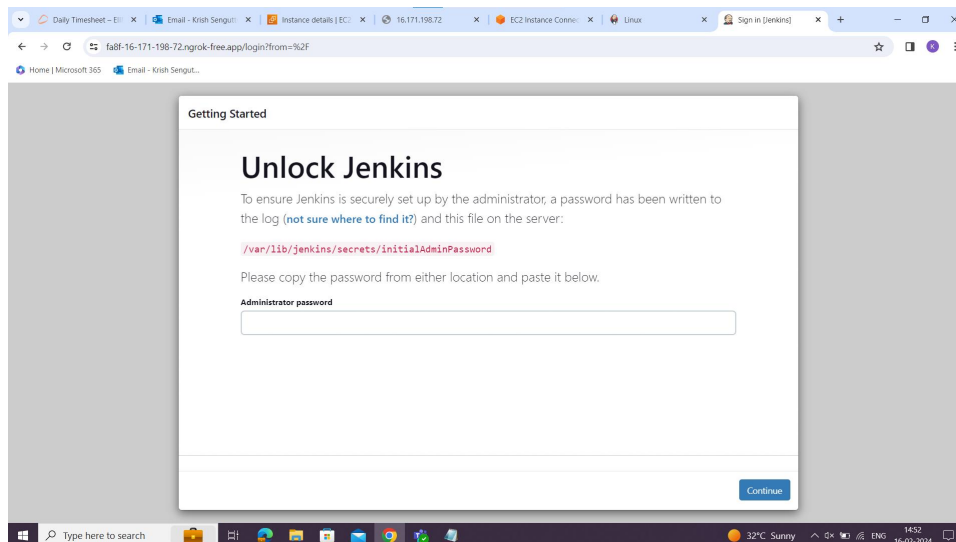 Daily Timesheet – EI
Email - Krish Sengutt
Instance details | EC2
16.171.198.72
EC2 Instance Connec
Linux
Sign in [Jenkins]
fa8f-16-171-198-72.ngrok-free.app/login?from=%2F
K
Home | Microsoft 365
Email - Krish Sengut...
Getting Started
Unlock Jenkins
To ensure Jenkins is securely set up by the administrator, a password has been written to
the log (not sure where to find it?) and this file on the server:
/var/lib/jenkins/secrets/initialAdminPassword
Please copy the password from either location and paste it below.
Administrator password
Continue
Type here to search
32°C Sunny
ENG
14:52
16-02-2024